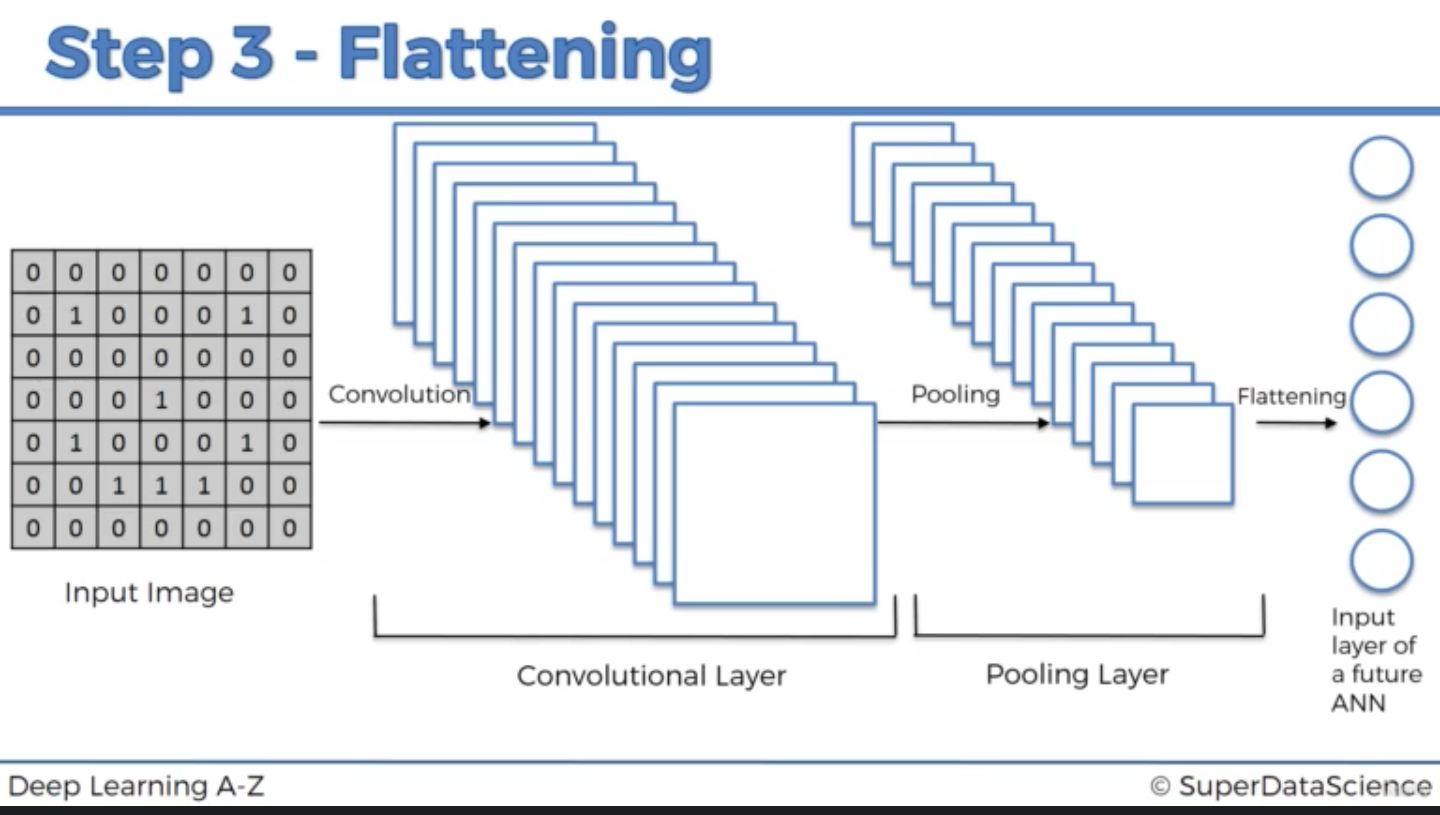 Step 3 - Flattening
0 0 0 0 0 0 0
0 1 0 0 0 1 0
0 0 0 0 0 0 0
0 0 0 1 0 0 0
0 1 0 0 0 1 0
0 0 1 1 1 0 0
0 0 0 0 0 0 0
Input Image
Convolution
Convolutional Layer
Pooling
Pooling Layer
Flattening
Input
layer of
a future
ANN
Deep Learning A-Z
© SuperDataScience